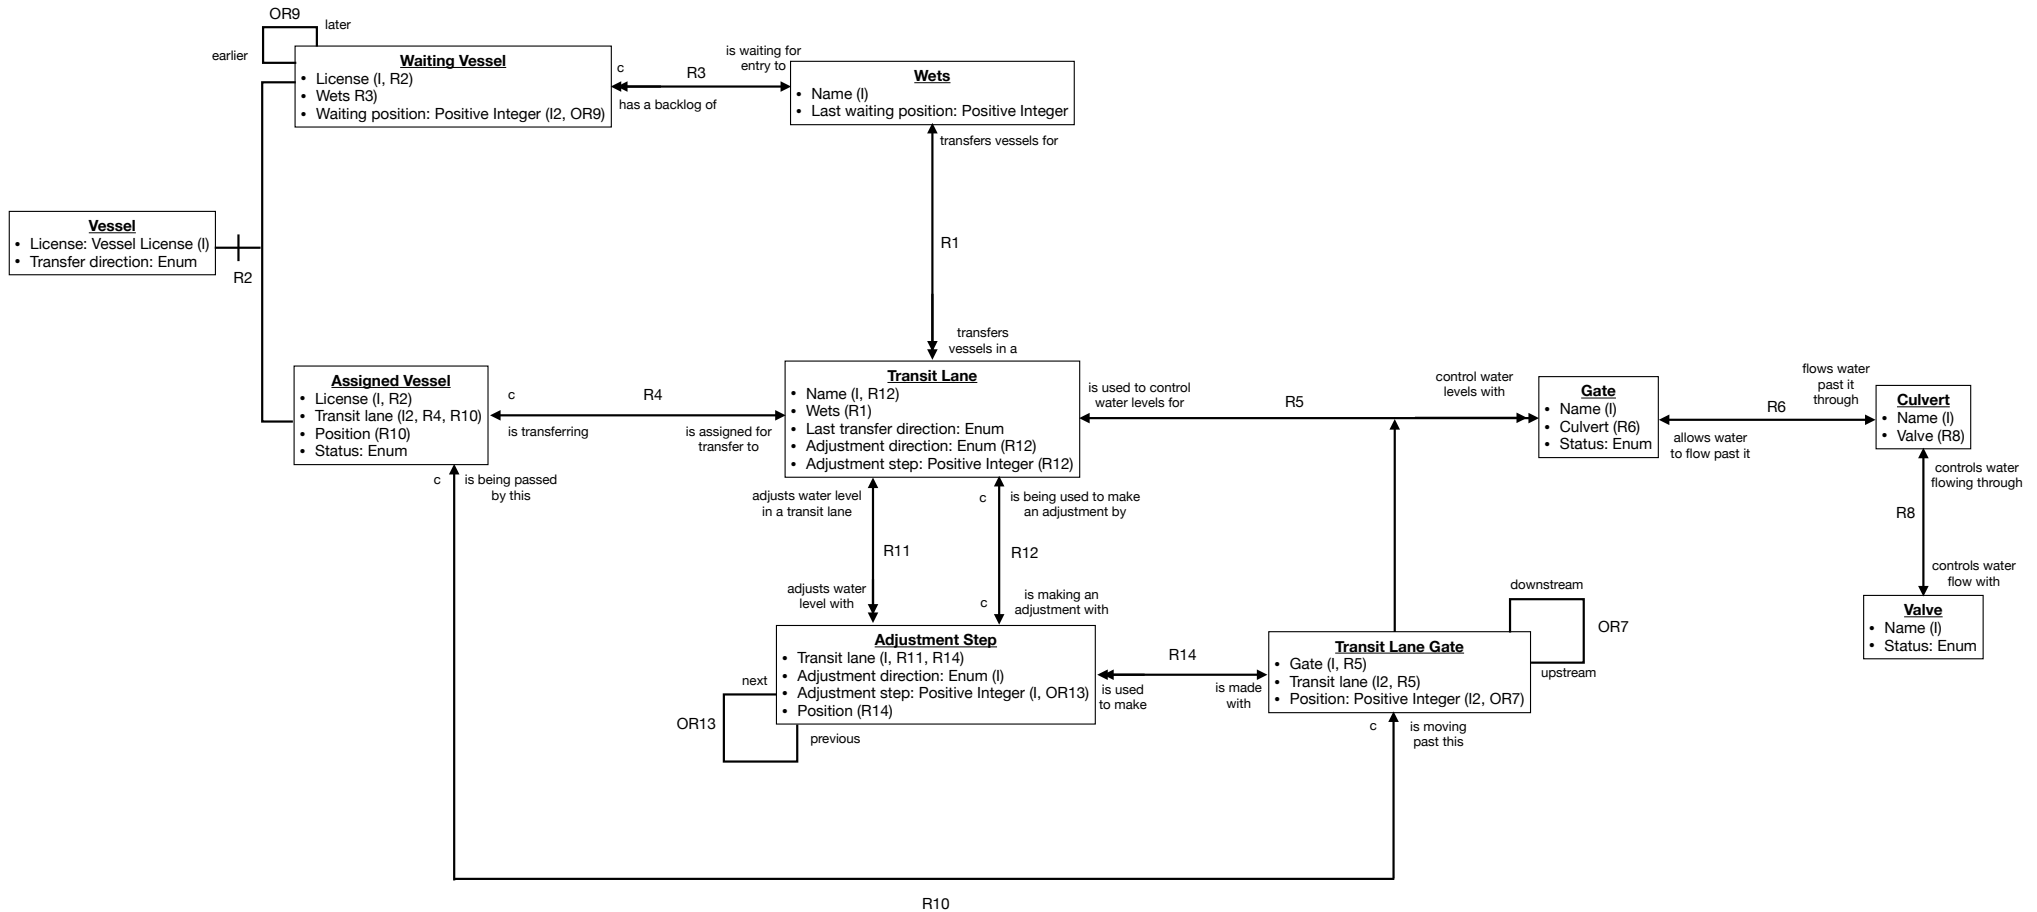 OR9
later
earlier
Waiting Vessel
• License (I, R2)
• Wets R3)
• Waiting position: Positive Integer (I2, OR9)
c
R3
has a backlog of
is waiting for
entry to
Wets
• Name (I)
• Last waiting position: Positive Integer
transfers vessels for
R1
transfers
vessels in a
Vessel
• License: Vessel License (I)
• Transfer direction: Enum
R2
Assigned Vessel
• License (I, R2)
• Transit lane (I2, R4, R10)
• Position (R10)
• Status: Enum
c
R4
is transferring
is assigned for
transfer to
Transit Lane
• Name (I, R12)
• Wets (R1)
• Last transfer direction: Enum
• Adjustment direction: Enum (R12)
• Adjustment step: Positive Integer (R12)
is used to control
water levels for
R5
control water
levels with
Gate
• Name (I)
• Culvert (R6)
• Status: Enum
flows water
past it
through
R6
allows water
to flow past it
Culvert
• Name (I)
• Valve (R8)
controls water
flowing through
R8
controls water
flow with
Valve
• Name (I)
• Status: Enum
c
is being passed
by this
adjusts water level
in a transit lane
c
is being used to make
an adjustment by
R11
R12
adjusts water
level with
c
is making an
adjustment with
Adjustment Step
• Transit lane (I, R11, R14)
• Adjustment direction: Enum (I)
• Adjustment step: Positive Integer (I, OR13)
• Position (R14)
next
OR13
previous
R14
is used
to make
is made
with
Transit Lane Gate
• Gate (I, R5)
• Transit lane (I2, R5)
• Position: Positive Integer (I2, OR7)
downstream
OR7
upstream
c
is moving
past this
R10